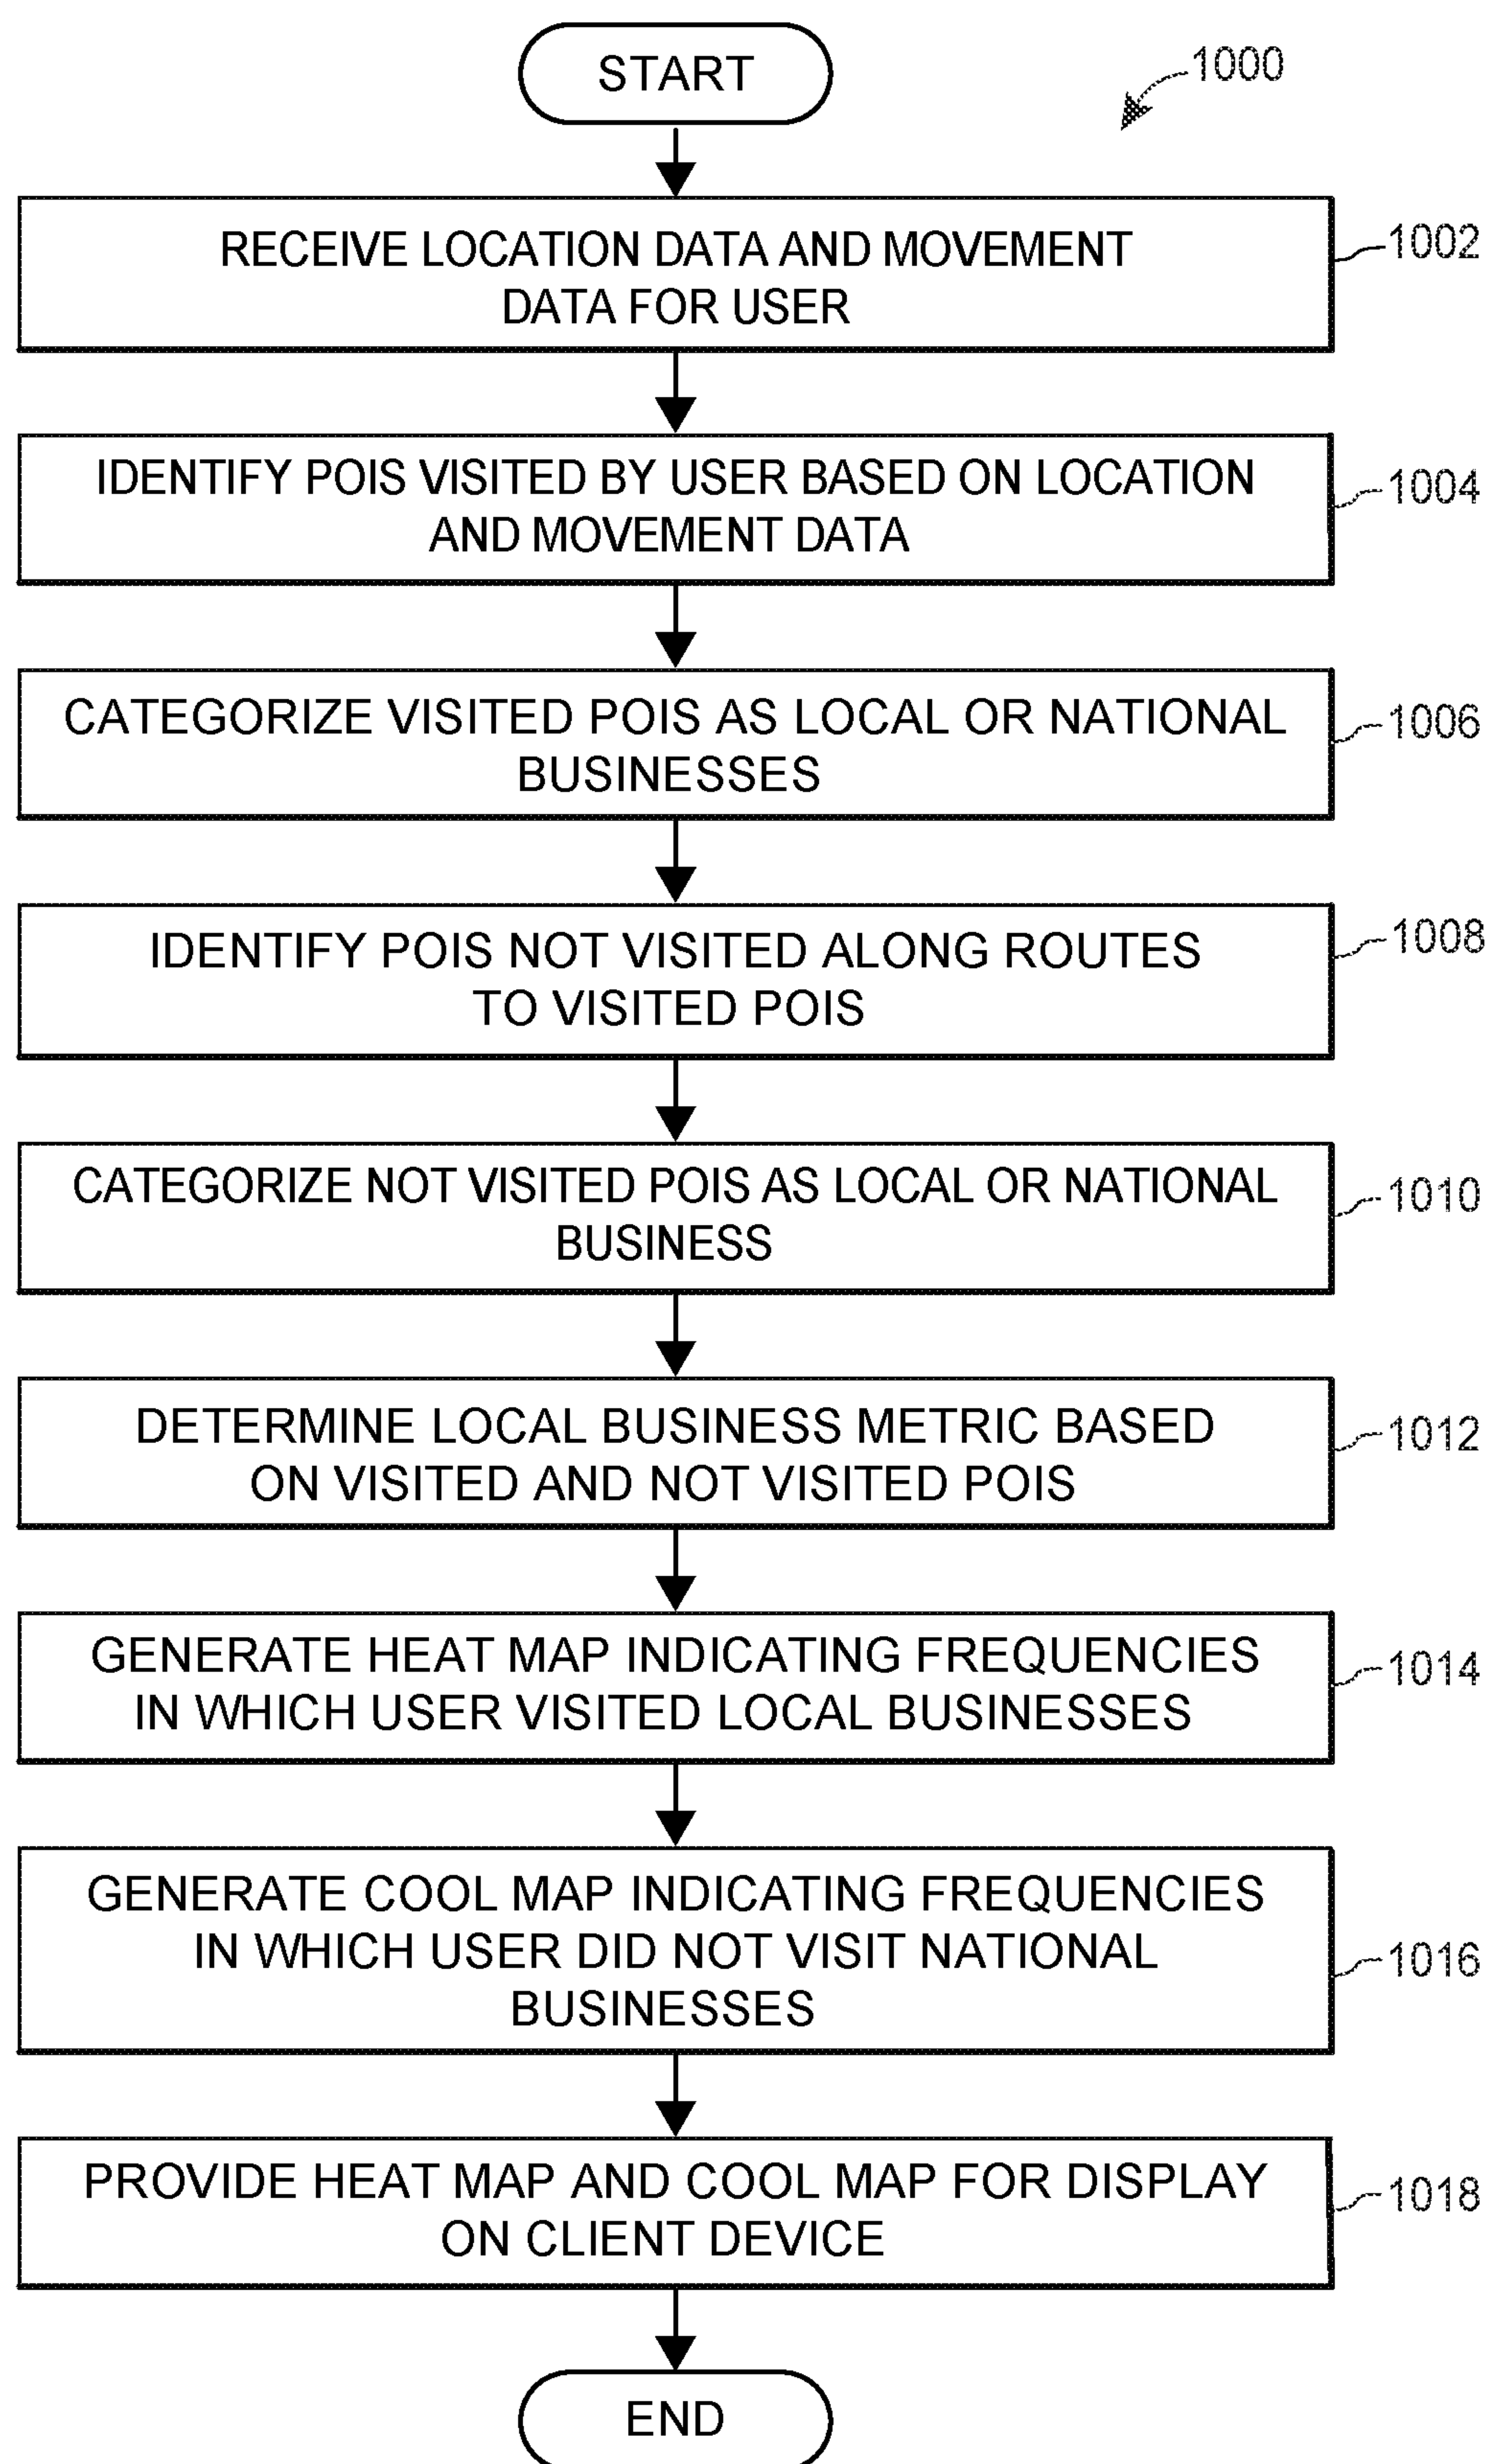 START
1000
RECEIVE LOCATION DATA AND MOVEMENT
DATA FOR USER
1002
IDENTIFY POIS VISITED BY USER BASED ON LOCATION
AND MOVEMENT DATA
1004
CATEGORIZE VISITED POIS AS LOCAL OR NATIONAL
BUSINESSES
1006
IDENTIFY POIS NOT VISITED ALONG ROUTES
TO VISITED POIS
1008
CATEGORIZE NOT VISITED POIS AS LOCAL OR NATIONAL
BUSINESS
1010
DETERMINE LOCAL BUSINESS METRIC BASED
ON VISITED AND NOT VISITED POIS
1012
GENERATE HEAT MAP INDICATING FREQUENCIES
IN WHICH USER VISITED LOCAL BUSINESSES
1014
GENERATE COOL MAP INDICATING FREQUENCIES
IN WHICH USER DID NOT VISIT NATIONAL
BUSINESSES
1016
PROVIDE HEAT MAP AND COOL MAP FOR DISPLAY
ON CLIENT DEVICE
1018
END